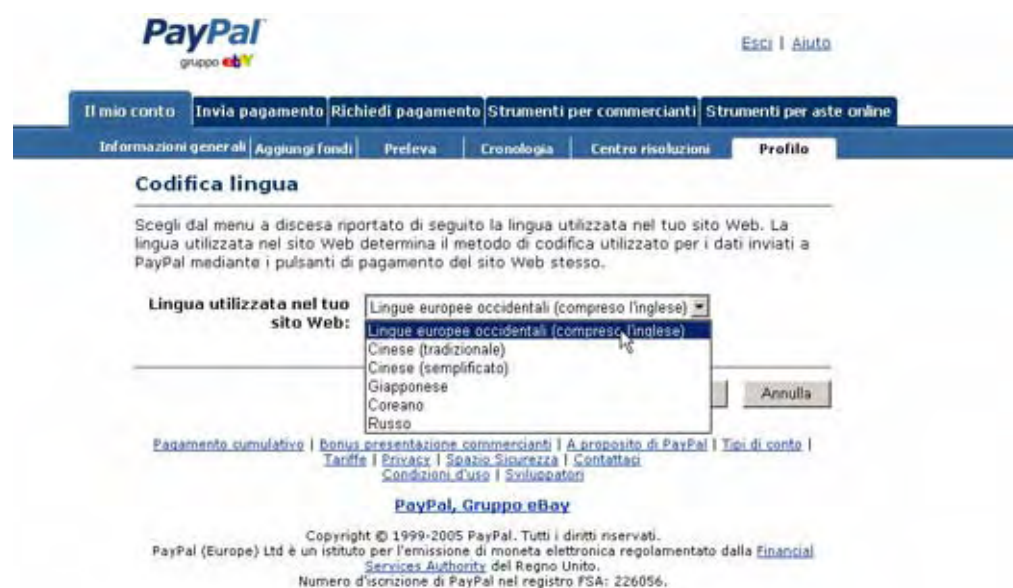 PayPal
gruppo ebY
Esci | Aiuto
Il mio conto Invia pagamento Richiedi pagamento Strumenti per commercianti Strumenti per aste online
Informazioni generali Aggiungi fondi Preleva Cronologia Centro risoluzioni Profilo
Codifica lingua
Scegli dal menu a discesa riportato di seguito la lingua utilizzata nel tuo sito Web. La
lingua utilizzata nel sito Web determina il metodo di codifica utilizzato per i dati inviati a
PayPal mediante i pulsanti di pagamento del sito Web stesso.
Lingua utilizzata nel tuo
sito Web:
Lingue europee occidentali (compreso l'inglese)
Lingue europee occidentali (compreso l'inglese)
Cinese (tradizionale)
Cinese (semplificato)
Giapponese
Coreano
Russo
Annulla
Pagamento cumulativo | Bonus presentazione commercianti | A proposito di PayPal | Tipi di conto |
Tariffe | Privacy | Spazio Sicurezza | Contattaci
Condizioni d'uso | Sviluppatori
PayPal, Gruppo eBay
Copyright © 1999-2005 PayPal. Tutti i diritti riservati.
PayPal (Europe) Ltd è un istituto per l'emissione di moneta elettronica regolamentato dalla Financial
Services Authority del Regno Unito.
Numero d'iscrizione di PayPal nel registro FSA: 226056.